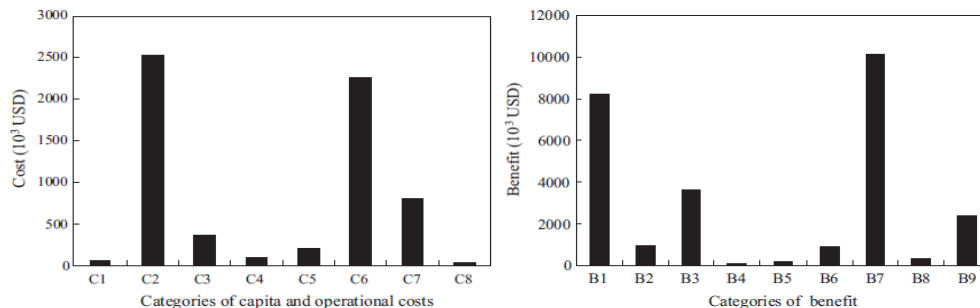 3000
2500
2000
1500
1000
500
0
Cost (10³ USD)
C1 C2 C3 C4 C5 C6 C7 C8
Categories of capita and operational costs
12000
10000
8000
6000
4000
2000
0
Benefit (10³ USD)
B1 B2 B3 B4 B5 B6 B7 B8 B9
Categories of benefit